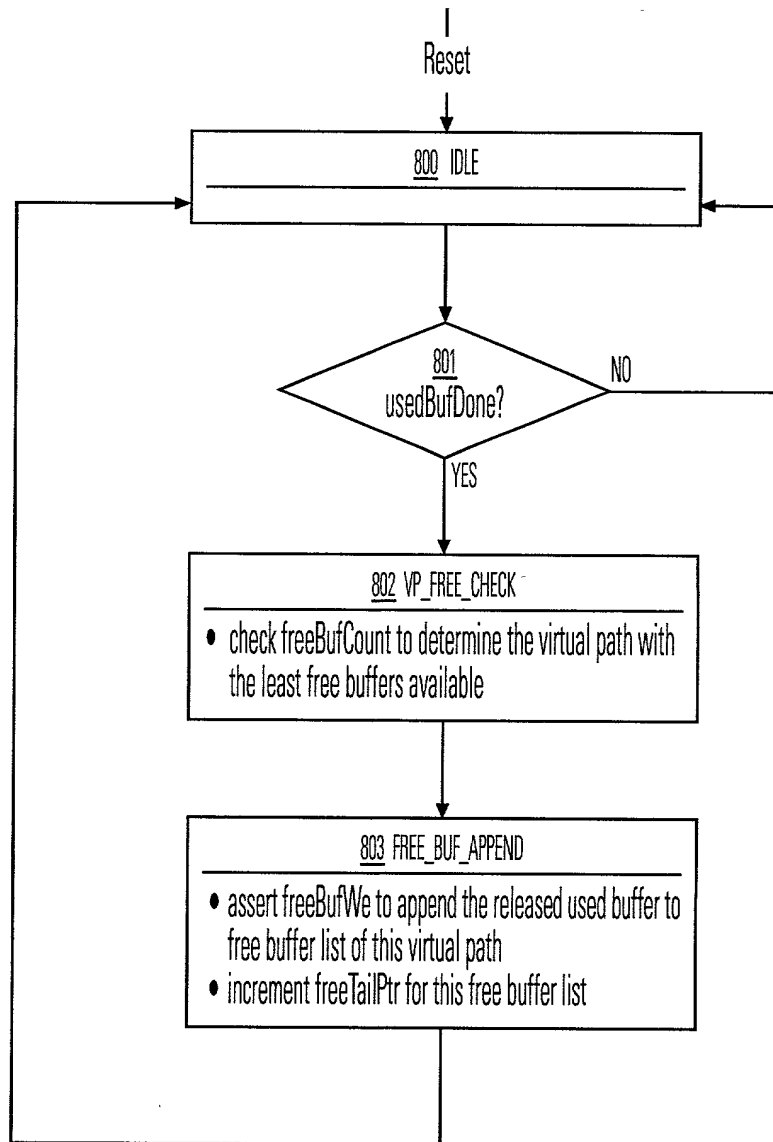 Reset
800 IDLE
801
usedBufDone?
NO
YES
802 VP_FREE_CHECK
• check freeBufCount to determine the virtual path with
the least free buffers available
803 FREE_BUF_APPEND
• assert freeBufWe to append the released used buffer to
free buffer list of this virtual path
• increment freeTailPtr for this free buffer list